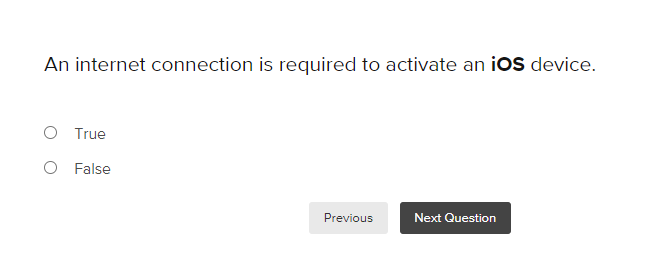 An internet connection is required to activate an iOS device.
True
False
Previous
Next Question